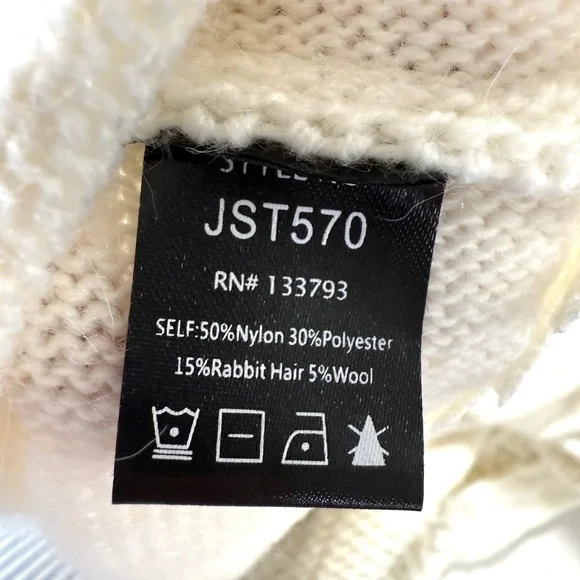 JST570
RN# 133793
SELF:50%Nylon 30%Polyester
15%Rabbit Hair 5%Wool